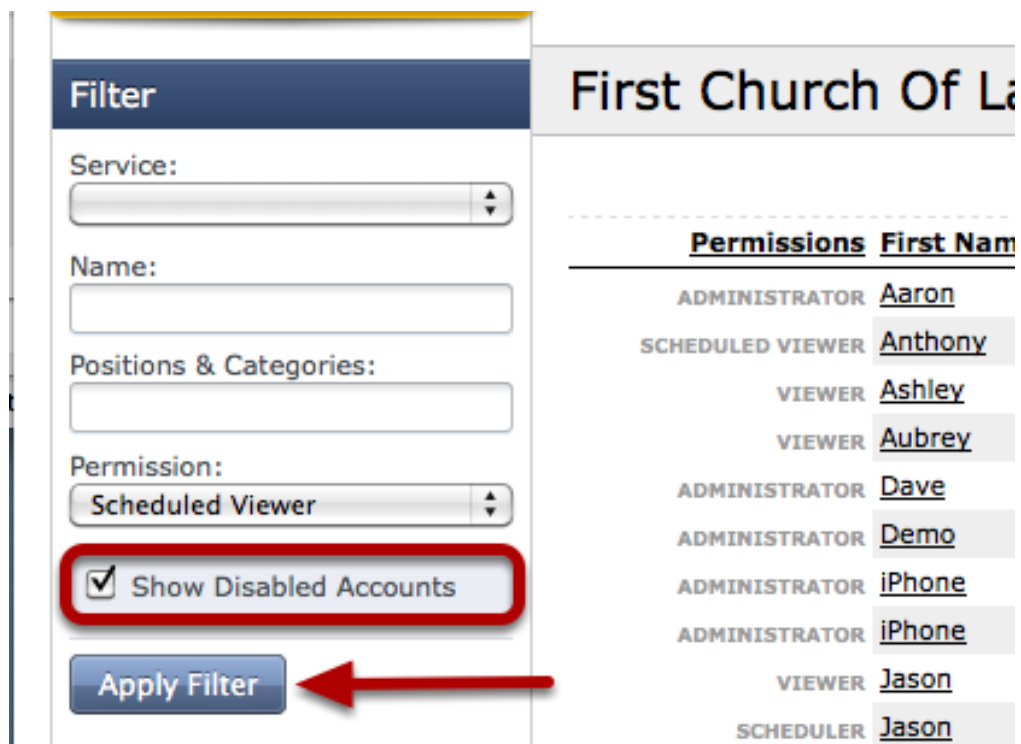 Filter
Service:
Name:
Positions & Categories:
Permission:
Scheduled Viewer
Show Disabled Accounts
Apply Filter
First Church Of
Permissions First Nam
ADMINISTRATOR Aaron
SCHEDULED VIEWER Anthony
VIEWER Ashley
VIEWER Aubrey
ADMINISTRATOR Dave
ADMINISTRATOR Demo
ADMINISTRATOR iPhone
ADMINISTRATOR iPhone
VIEWER Jason
SCHEDULER Jason